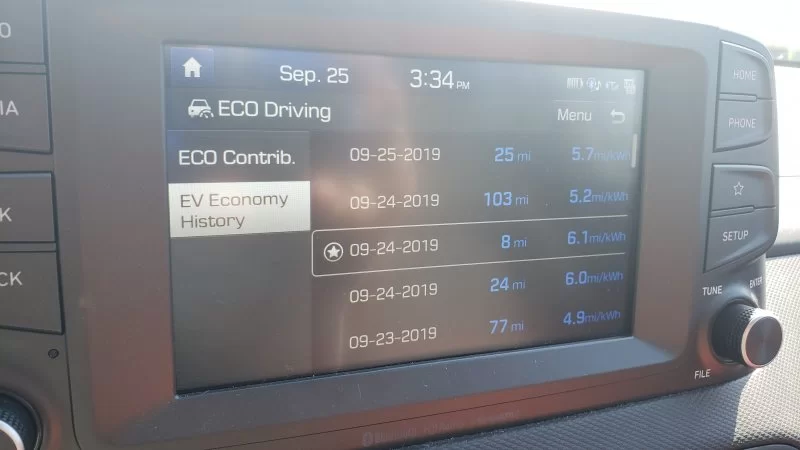 Sep. 25 3:34 PM
ECO Driving Menu
ECO Contrib.
EV Economy
History
09-25-2019 25 mi 5.7 mi/kWh
09-24-2019 103 mi 5.2 mi/kWh
09-24-2019 8 mi 6.1 mi/kWh
09-24-2019 24 mi 6.0 mi/kWh
09-23-2019 77 mi 4.9 mi/kWh
HOME
PHONE
SETUP
TUNE
ENTER
FILE